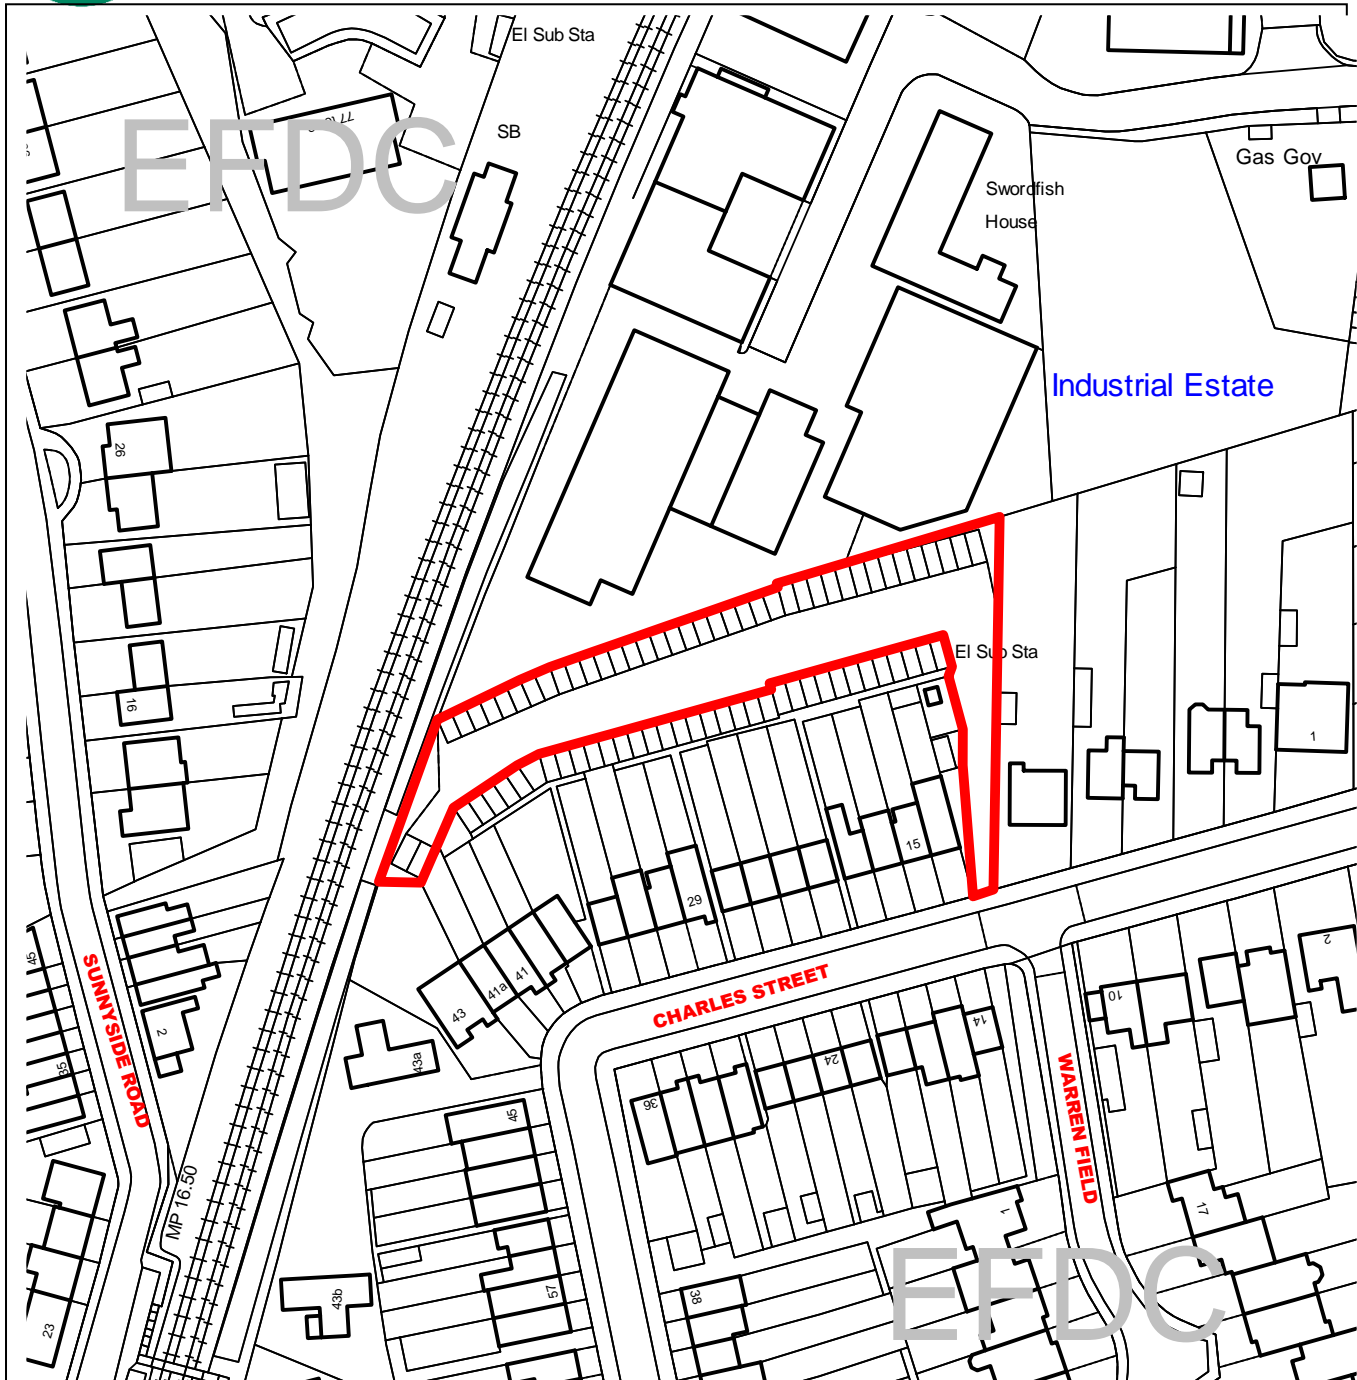 El Sub Sta
EFDC
SB
Gas Gov
Swordfish
House
Industrial Estate
26
El Sub Sta
16
1
15
29
41
41a
43
43a
SUNNYSIDE ROAD
CHARLES STREET
WARREN FIELD
45
35
2
2
10
14
24
36
45
MP 16.50
1
17
EFDC
57
38
43b
23